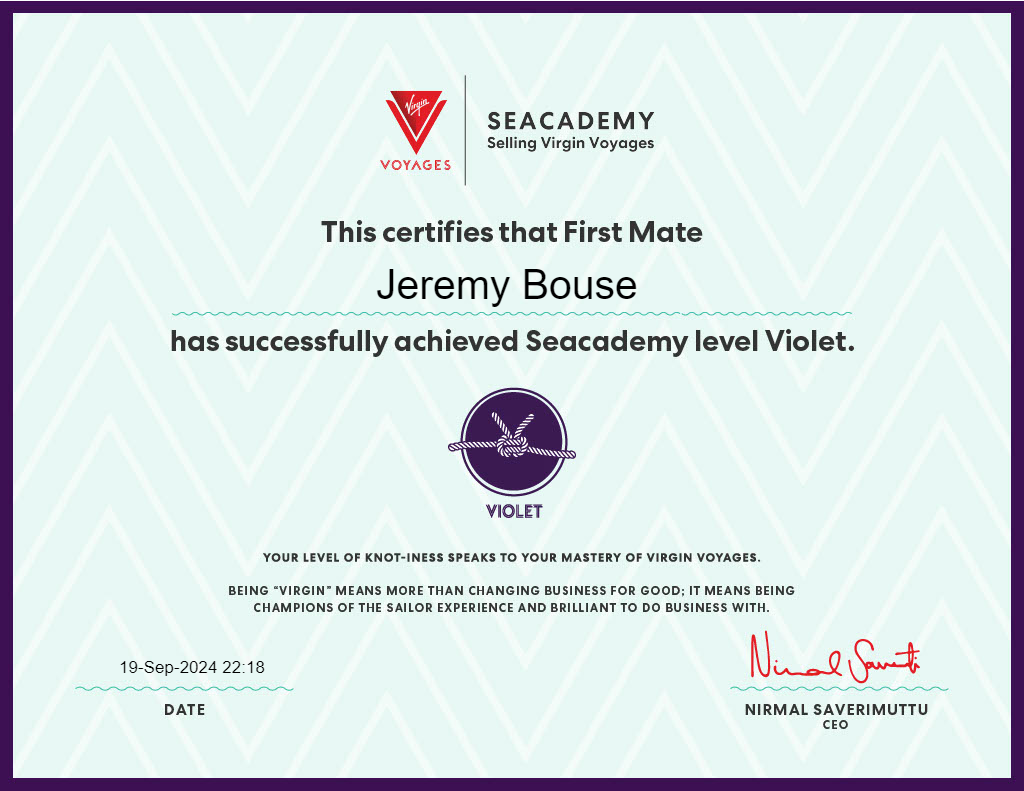 Virgin
VOYAGES
SEACADEMY
Selling Virgin Voyages
This certifies that First Mate
Jeremy Bouse
has successfully achieved Seacademy level Violet.
VIOLET
YOUR LEVEL OF KNOT-INESS SPEAKS TO YOUR MASTERY OF VIRGIN VOYAGES.
BEING “VIRGIN” MEANS MORE THAN CHANGING BUSINESS FOR GOOD; IT MEANS BEING
CHAMPIONS OF THE SAILOR EXPERIENCE AND BRILLIANT TO DO BUSINESS WITH.
19-Sep-2024 22:18
DATE
Nirmal Saverimuttu
NIRMAL SAVERIMUTTU
CEO